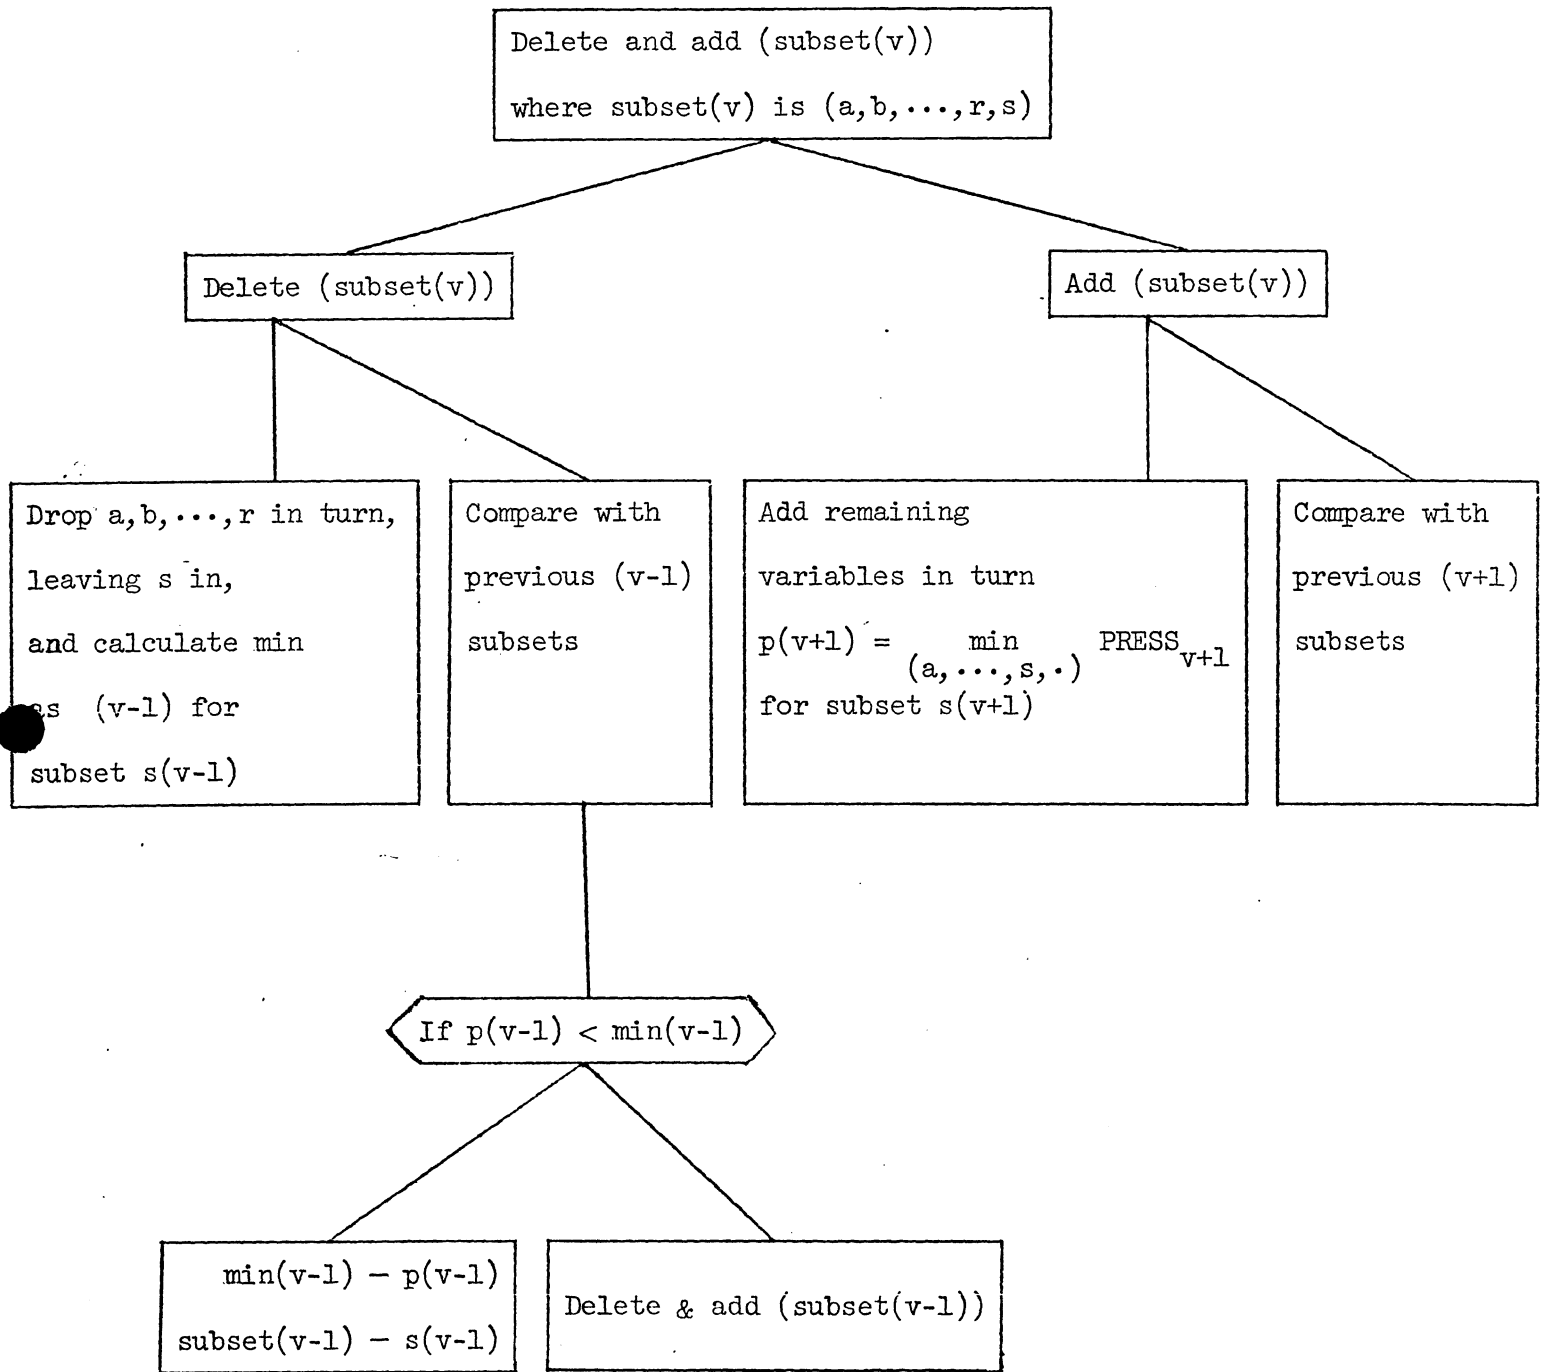 Delete and add (subset(v))
where subset(v) is (a,b,...,r,s)
Delete (subset(v))
Add (subset(v))
Drop a,b,...,r in turn,
leaving s in,
and calculate min
(v-1) for
subset s(v-1)
Compare with
previous (v-1)
subsets
Add remaining
variables in turn
p(v+1) = min PRESS v+1
(a,...,s,.)
for subset s(v+1)
Compare with
previous (v+1)
subsets
If p(v-1) < min(v-1)
min(v-1) — p(v-1)
subset(v-1) — s(v-1)
Delete & add (subset(v-1))